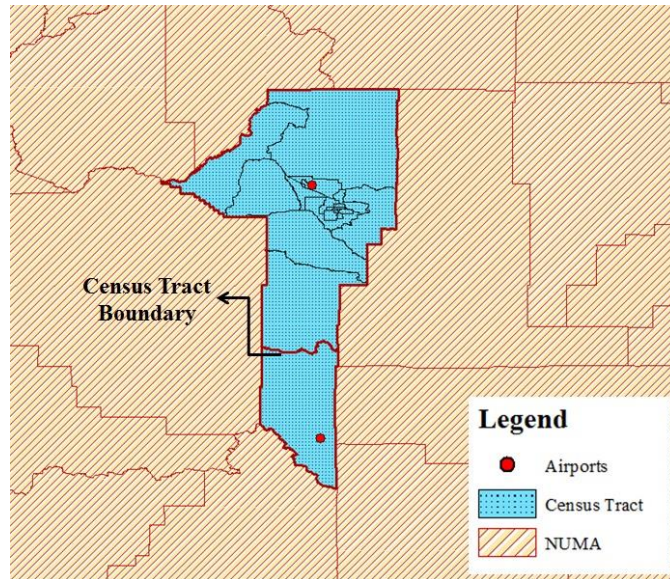 Census Tract
Boundary
Legend
Airports
Census Tract
NUMA